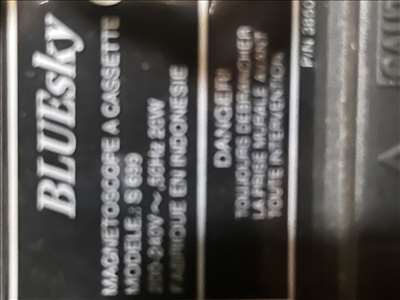 BLUEsky
MAGNETOSCOPE A CASSETTE
MODELE : S 699
200-240V ~ 50Hz 25W
FABRIQUE EN INDONESIE
DANGER!
TOUJOURS DEBRANCHER
LA PRISE MURALE AVANT
TOUTE INTERVENTION
P/N